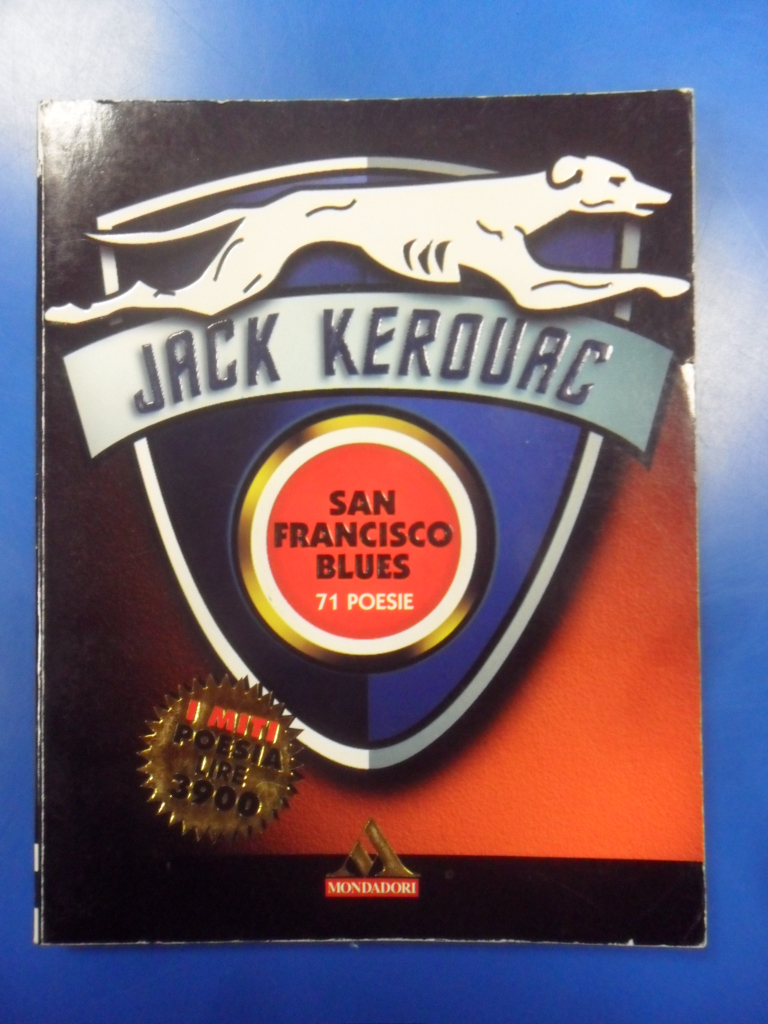 JACK KEROUAC
SAN
FRANCISCO
BLUES
71 POESIE
I MITI
POESIA
LIRE
3900
MONDADORI